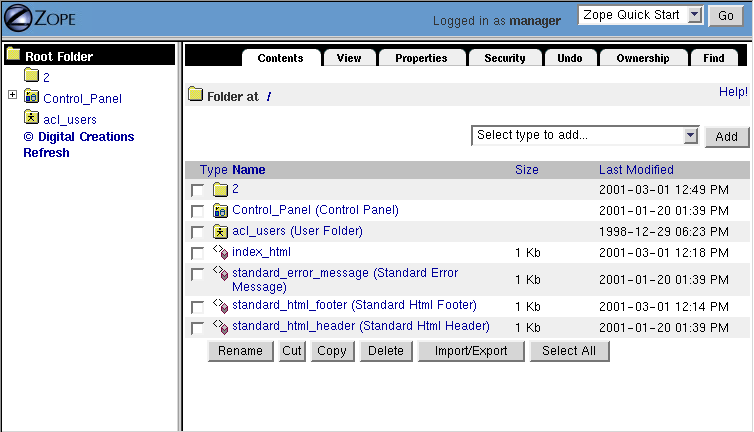 ZOPE
Logged in as manager
Zope Quick Start
Go
Root Folder
2
Control_Panel
acl_users
© Digital Creations
Refresh
Contents View Properties Security Undo Ownership Find
Folder at /
Help!
Select type to add... Add
Type Name Size Last Modified
2 2001-03-01 12:49 PM
Control_Panel (Control Panel) 2001-01-20 01:39 PM
acl_users (User Folder) 1998-12-29 06:23 PM
index_html 1 Kb 2001-03-01 12:18 PM
standard_error_message (Standard Error 1 Kb 2001-01-20 01:39 PM
Message)
standard_html_footer (Standard Html Footer) 1 Kb 2001-03-01 12:14 PM
standard_html_header (Standard Html Header) 1 Kb 2001-01-20 01:39 PM
Rename Cut Copy Delete Import/Export Select All